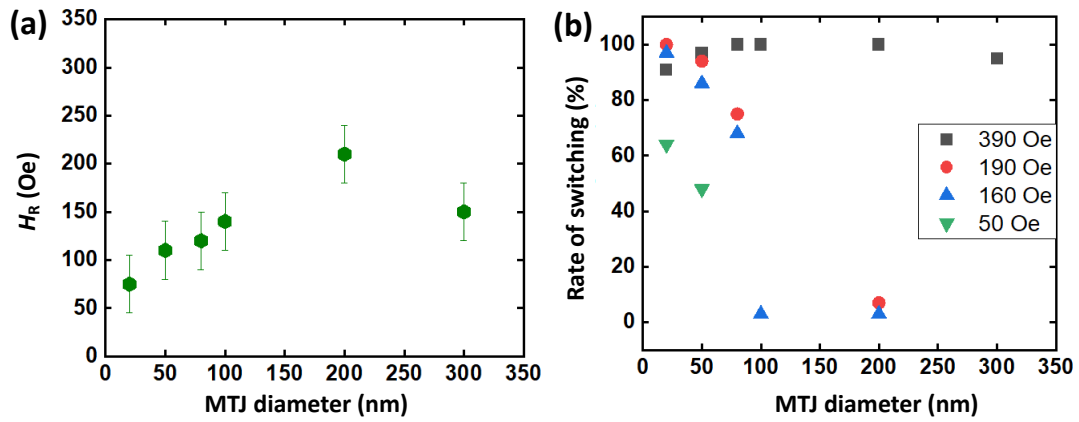 (a)
350
300
250
200
150
100
50
0
H_R (Oe)
0 50 100 150 200 250 300 350
MTJ diameter (nm)
(b)
100
80
60
40
20
0
Rate of switching (%)
390 Oe
190 Oe
160 Oe
50 Oe
0 50 100 150 200 250 300 350
MTJ diameter (nm)